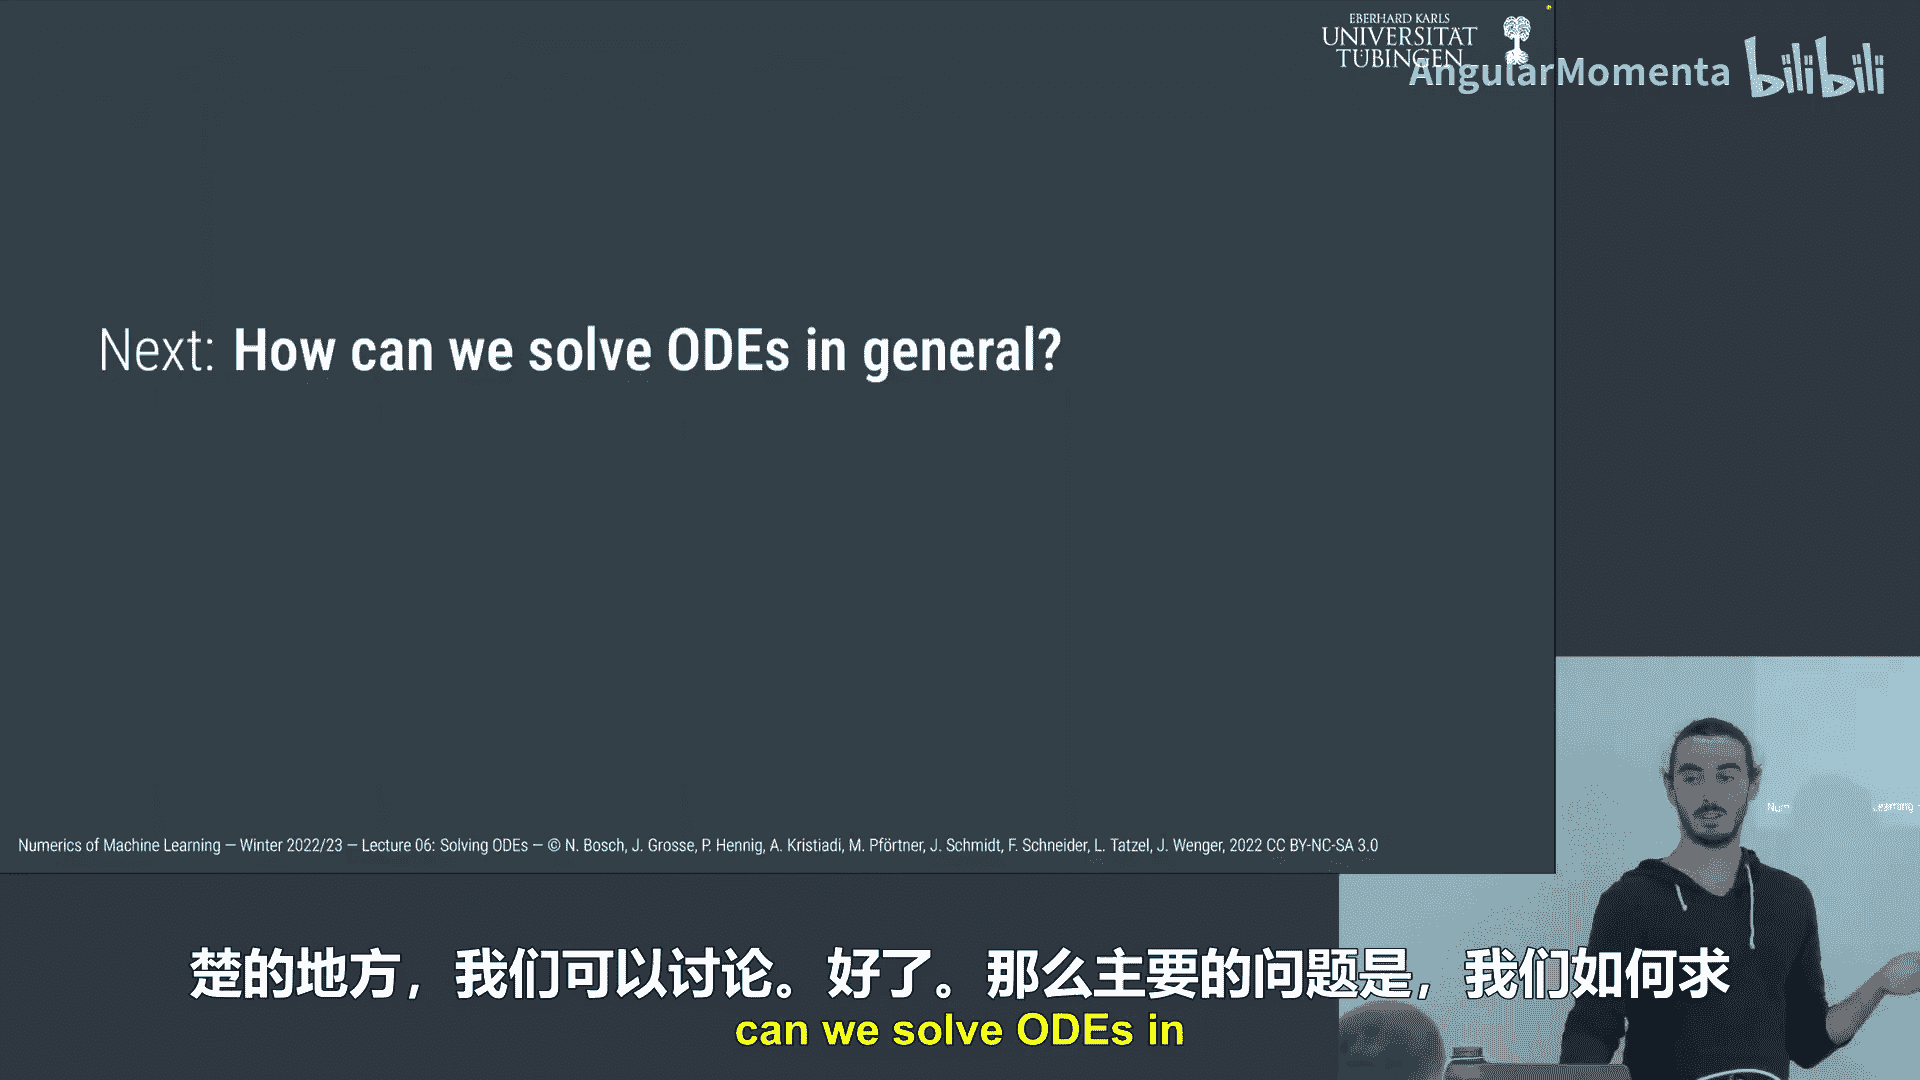 EBERHARD KARLS
UNIVERSITÄT
TÜBINGEN
AngularMomenta bilibili
Next: How can we solve ODEs in general?
Num
Learning
Numerics of Machine Learning — Winter 2022/23 — Lecture 06: Solving ODEs — © N. Bosch, J. Grosse, P. Hennig, A. Kristiadi, M. Pförtner, J. Schmidt, F. Schneider, L. Tatzel, J. Wenger, 2022 CC BY-NC-SA 3.0
楚的地方，我们可以讨论。好了。那么主要的问题是，我们如何求
can we solve ODEs in